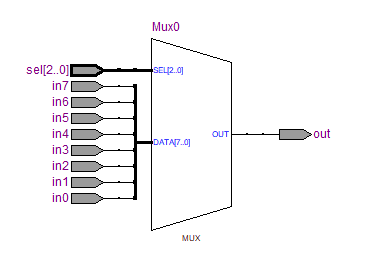 Mux0
sel[2..0]
SEL[2..0]
in7
in6
in5
in4
OUT
out
in3
DATA[7..0]
in2
in1
in0
MUX